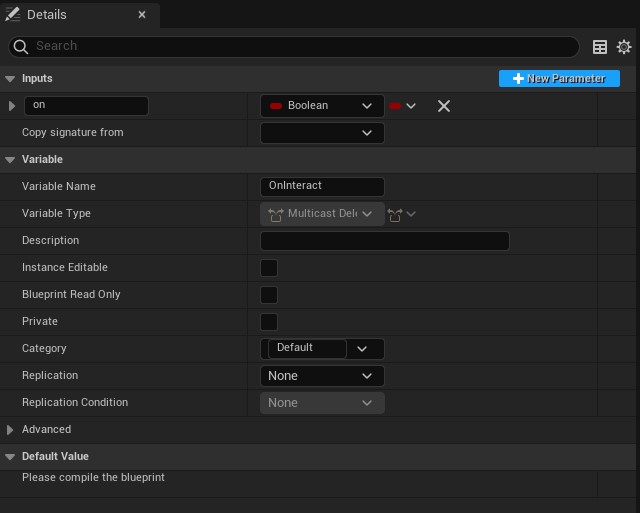 Details
Search
Inputs
New Parameter
on
Boolean
Copy signature from
Variable
Variable Name
OnInteract
Variable Type
Multicast Dele
Description
Instance Editable
Blueprint Read Only
Private
Category
Default
Replication
None
Replication Condition
None
Advanced
Default Value
Please compile the blueprint